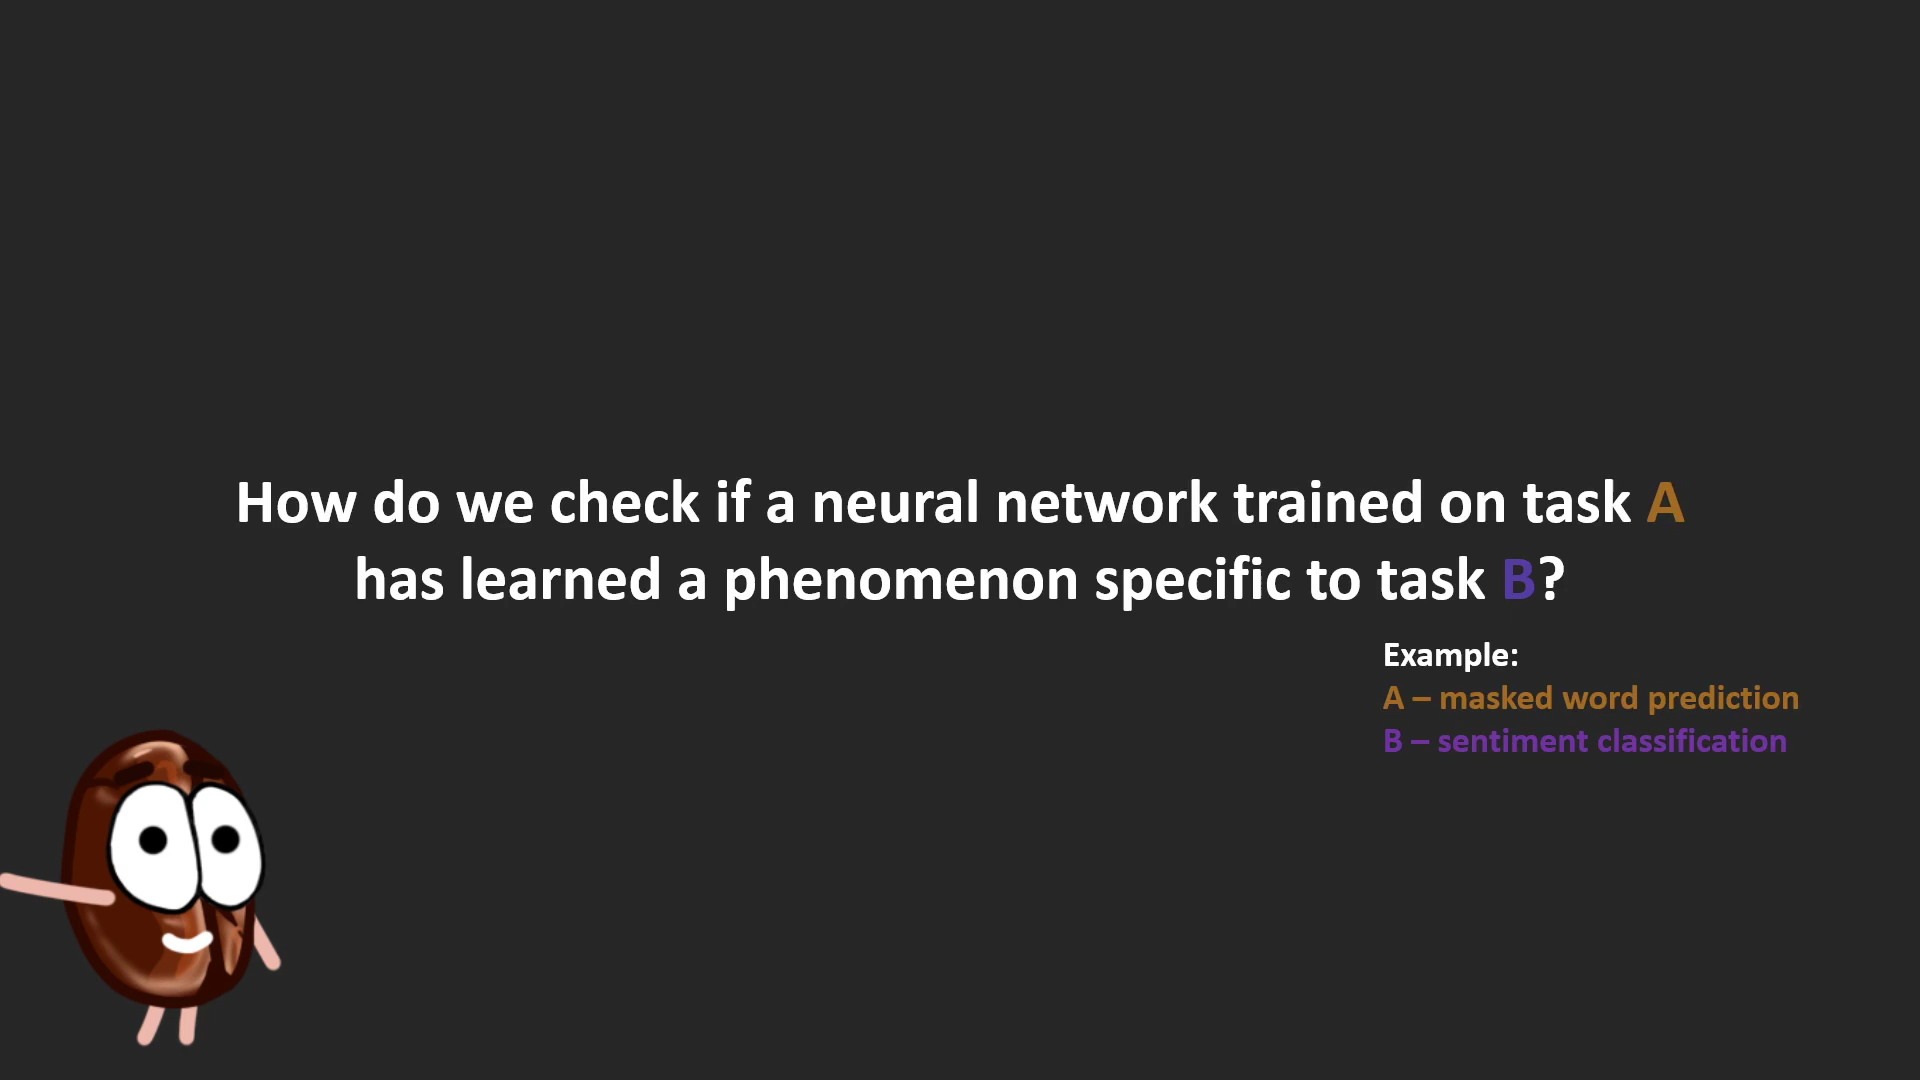 How do we check if a neural network trained on task A
has learned a phenomenon specific to task B?
Example:
A – masked word prediction
B – sentiment classification